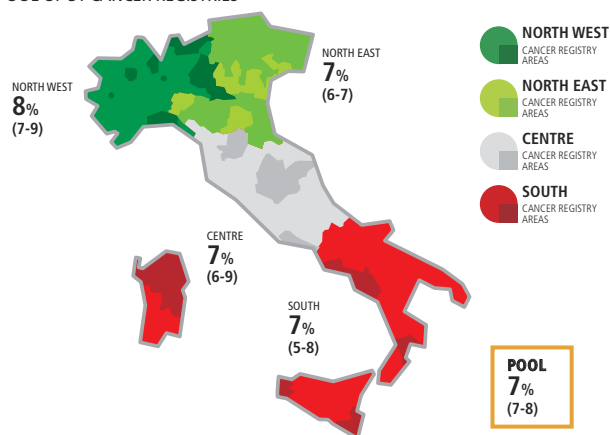 NORTH EAST
7%
(6-7)
NORTH WEST
8%
(7-9)
CENTRE
7%
(6-9)
SOUTH
7%
(5-8)
NORTH WEST
CANCER REGISTRY
AREAS
NORTH EAST
CANCER REGISTRY
AREAS
CENTRE
CANCER REGISTRY
AREAS
SOUTH
CANCER REGISTRY
AREAS
POOL
7%
(7-8)